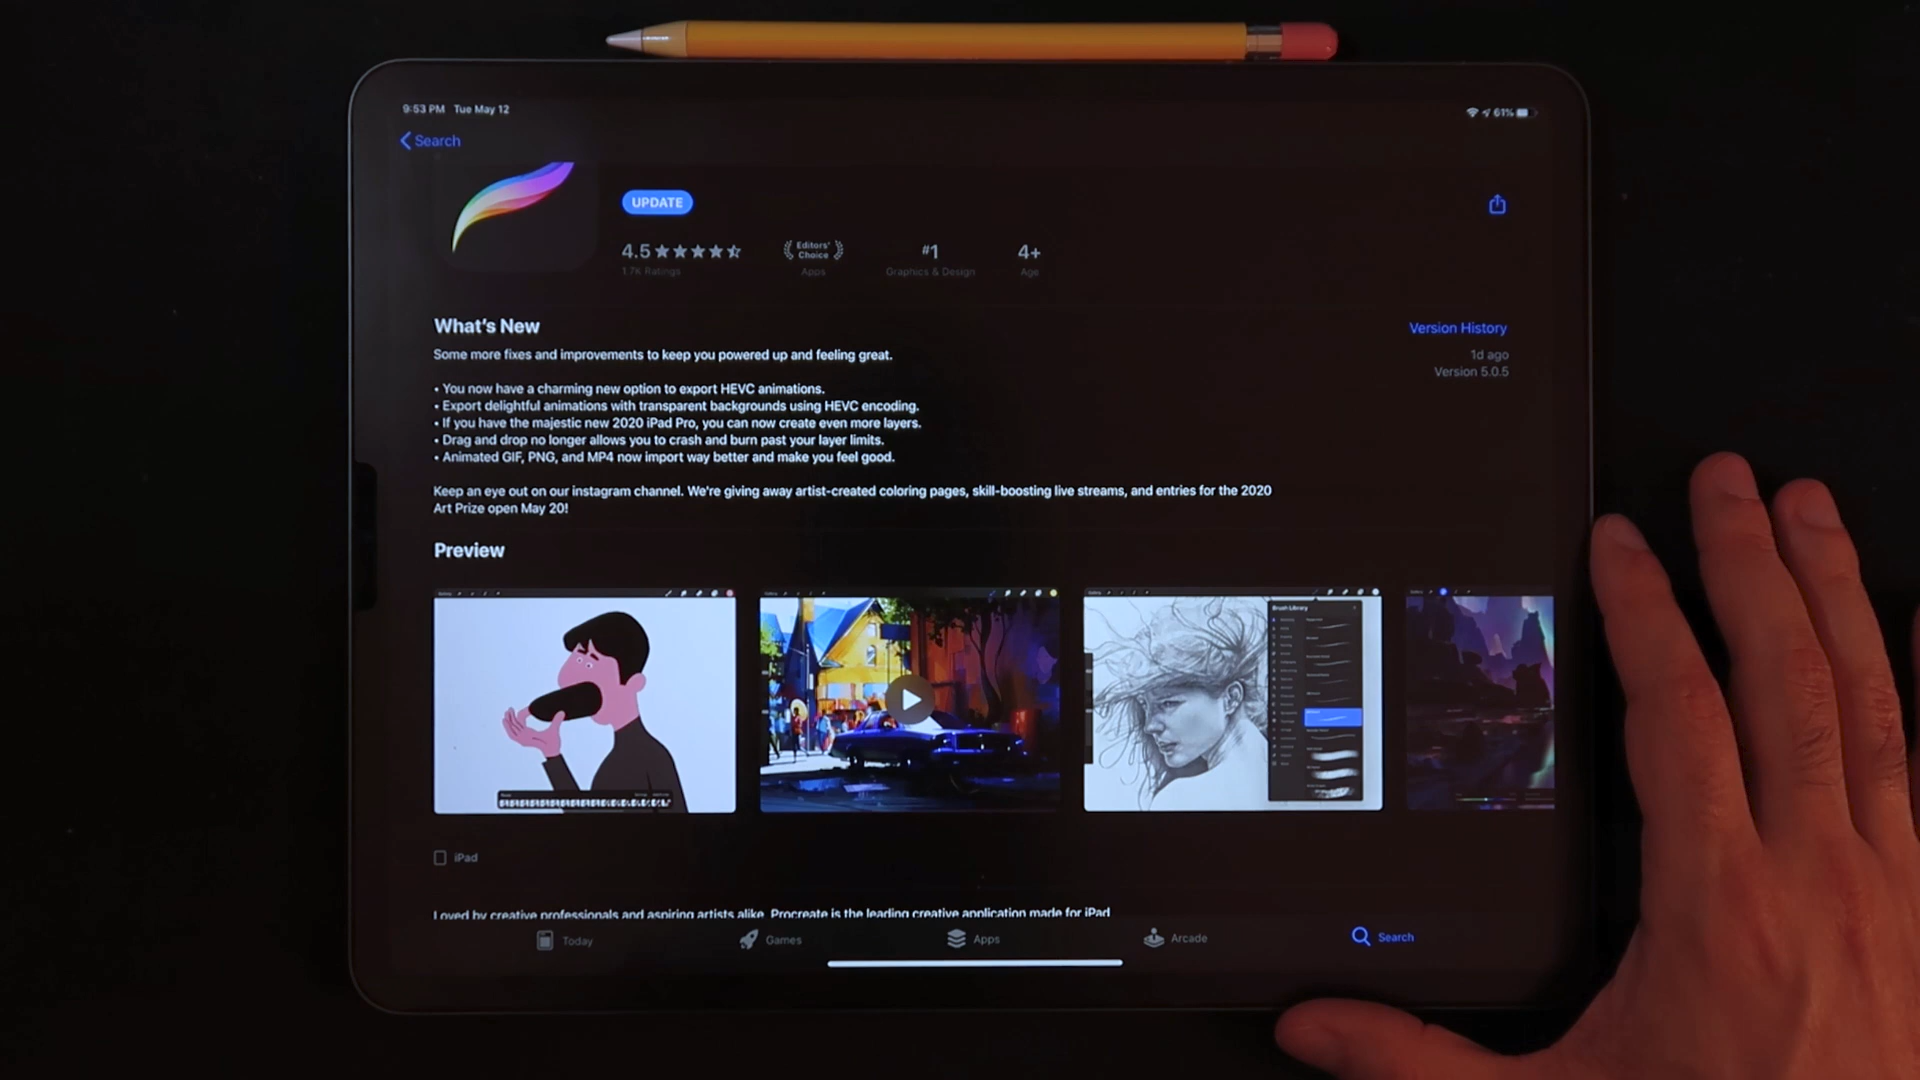 9:53 PM Tue May 12
61%
Search
UPDATE
4.5
1.7K Ratings
Editors' Choice
Apps
#1
Graphics & Design
4+
Age
What's New
Version History
Some more fixes and improvements to keep you powered up and feeling great.
1d ago
Version 5.0.5
• You now have a charming new option to export HEVC animations.
• Export delightful animations with transparent backgrounds using HEVC encoding.
• If you have the majestic new 2020 iPad Pro, you can now create even more layers.
• Drag and drop no longer allows you to crash and burn past your layer limits.
• Animated GIF, PNG, and MP4 now import way better and make you feel good.
Keep an eye out on our instagram channel. We're giving away artist-created coloring pages, skill-boosting live streams, and entries for the 2020
Art Prize open May 20!
Preview
Brush Library
iPad
Loved by creative professionals and aspiring artists alike, Procreate is the leading creative application made for iPad
Today
Games
Apps
Arcade
Search